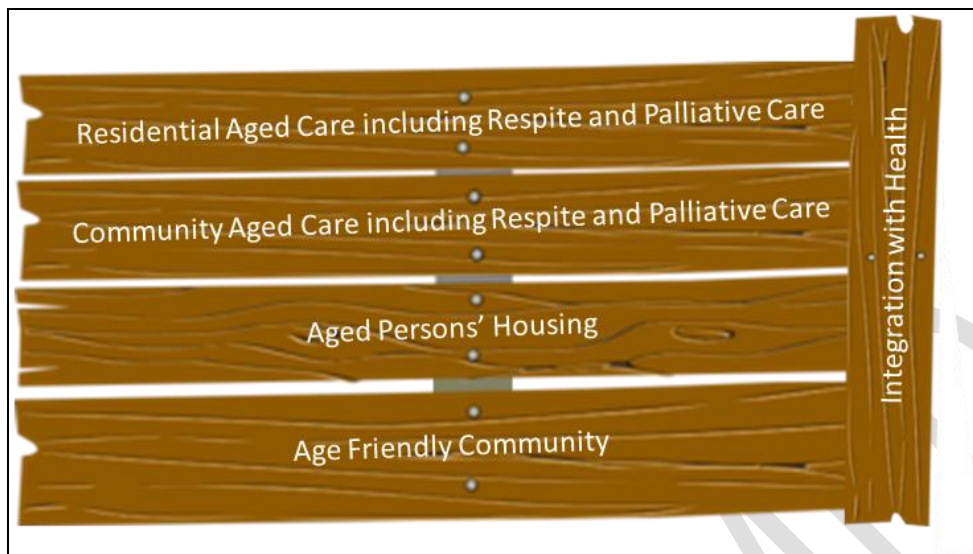 Residential Aged Care including Respite and Palliative Care
Community Aged Care including Respite and Palliative Care
Aged Persons’ Housing
Age Friendly Community
Integration with Health